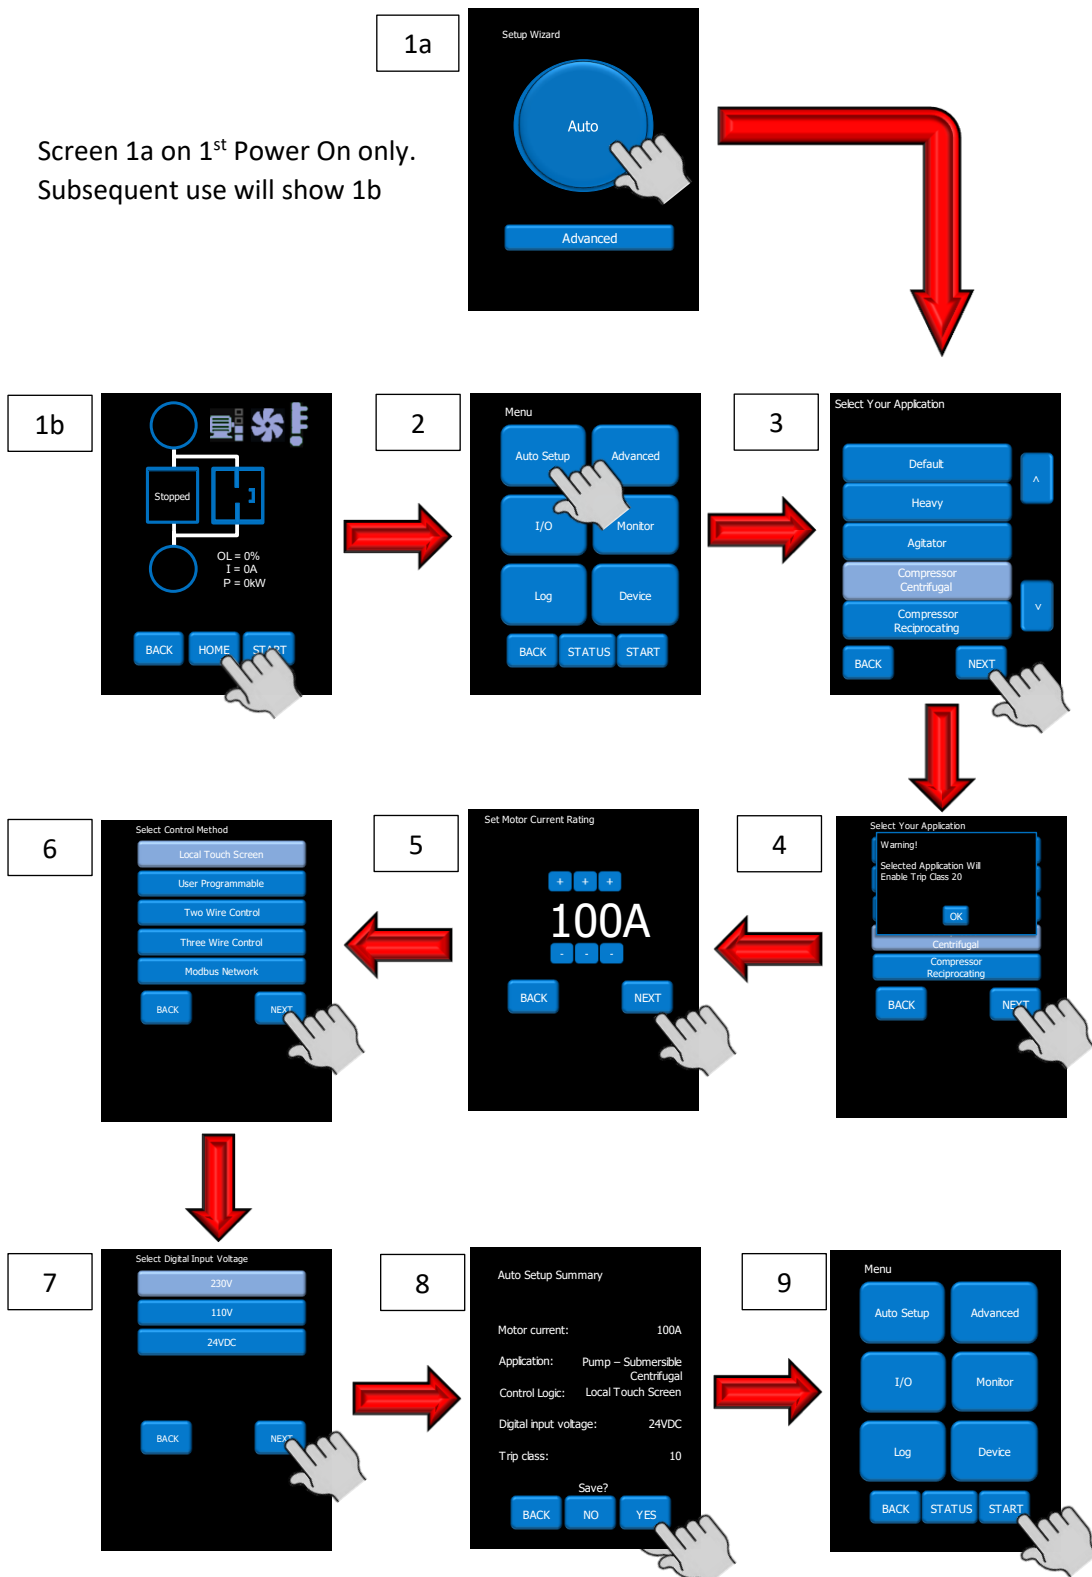 1a
Setup Wizard
Auto
Advanced
Screen 1a on 1st Power On only.
Subsequent use will show 1b
1b
Stopped
OL = 0%
I = 0A
P = 0kW
BACK HOME START
2
Menu
Auto Setup Advanced
I/O Monitor
Log Device
BACK STATUS START
3
Select Your Application
Default
^
Heavy
Agitator
Compressor
Centrifugal
v
Compressor
Reciprocating
BACK NEXT
6
Select Control Method
Local Touch Screen
User Programmable
Two Wire Control
Three Wire Control
Modbus Network
BACK NEXT
5
Set Motor Current Rating
+ + +
100A
- - -
BACK NEXT
4
Select Your Application
Warning!
Selected Application Will
Enable Trip Class 20
OK
Centrifugal
Compressor
Reciprocating
BACK NEXT
7
Select Digital Input Voltage
230V
110V
24VDC
BACK NEXT
8
Auto Setup Summary
Motor current: 100A
Application: Pump – Submersible
Centrifugal
Control Logic: Local Touch Screen
Digital input voltage: 24VDC
Trip class: 10
Save?
BACK NO YES
9
Menu
Auto Setup Advanced
I/O Monitor
Log Device
BACK STATUS START